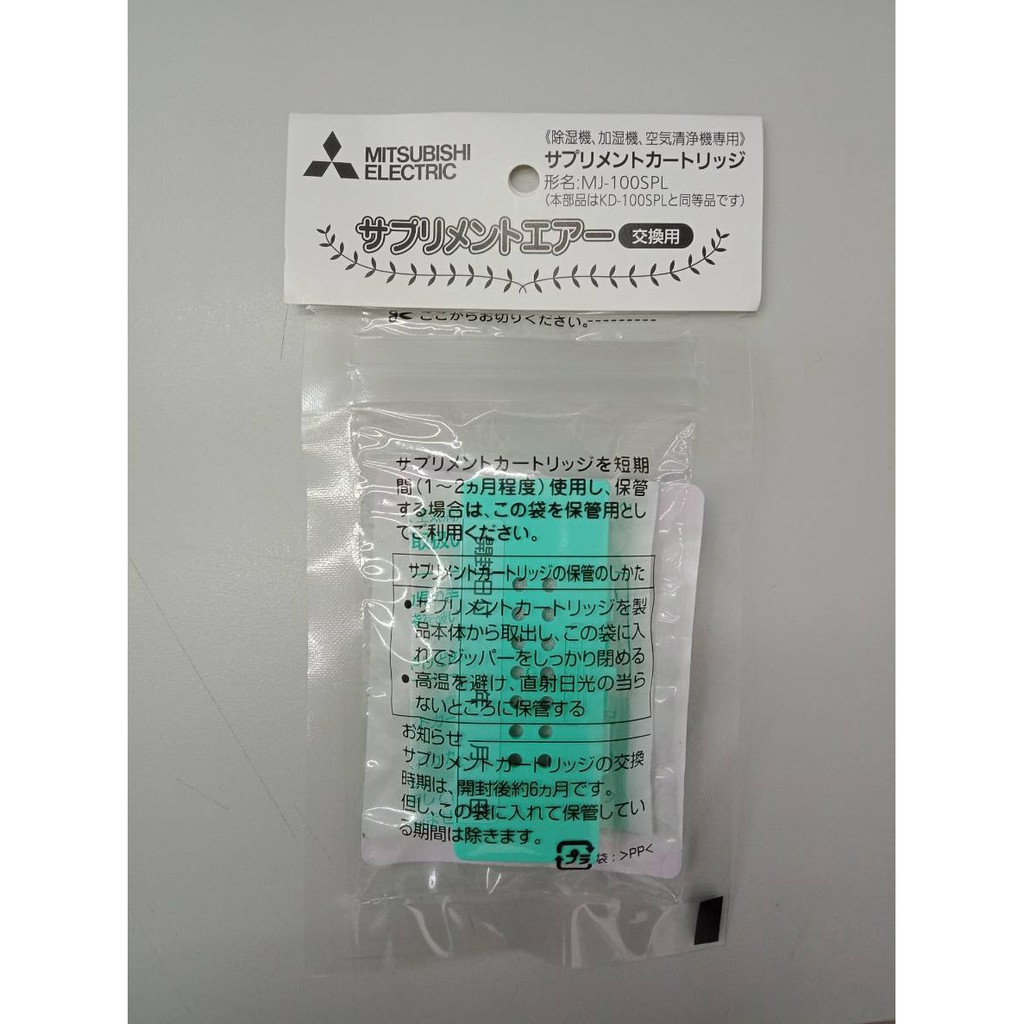 MITSUBISHI
ELECTRIC
《除湿機、加湿機、空気清浄機専用》
サプリメントカートリッジ
形名:MJ-100SPL
(本部品はKD-100SPLと同等品です)
サプリメントエアー 交換用
ここからお切りください。
サプリメントカートリッジを短期
間(1〜2ヵ月程度)使用し、保管
する場合は、この袋を保管用とし
てご利用ください。
サプリメントカートリッジの保管のしかた
●サプリメントカートリッジを製
品本体から取出し、この袋に入
れてジッパーをしっかり閉める
●高温を避け、直射日光の当ら
ないところに保管する
お知らせ
サプリメントカートリッジの交換
時期は、開封後約6ヵ月です。
但し、この袋に入れて保管してい
る期間は除きます。
プラ 袋:>PP<
開封日付 年 月 日